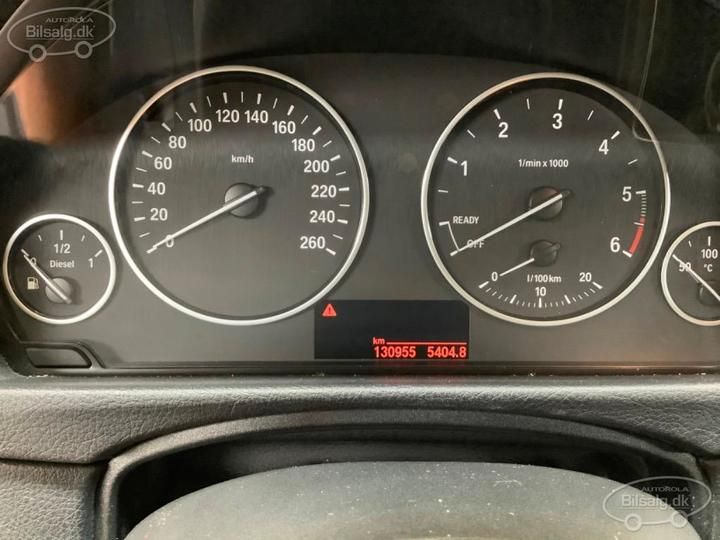 AUTOROLA
Bilsalg.dk
0
20
40
60
80
100
120
140
160
180
200
220
240
260
km/h
1
2
3
4
5
6
1/min x 1000
READY
OFF
0
10
20
l/100km
0
1/2
1
Diesel
50
100
°C
km
130955 5404.8
AUTOROLA
Bilsalg.dk